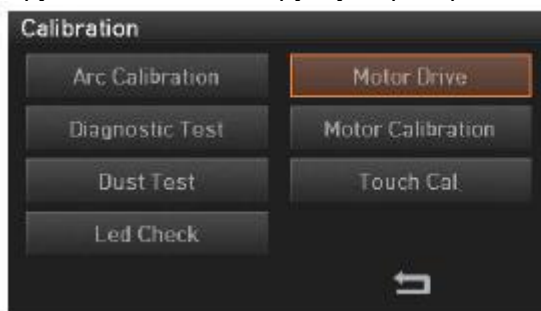 Calibration
Arc Calibration
Motor Drive
Diagnostic Test
Motor Calibration
Dust Test
Touch Cal
Led Check